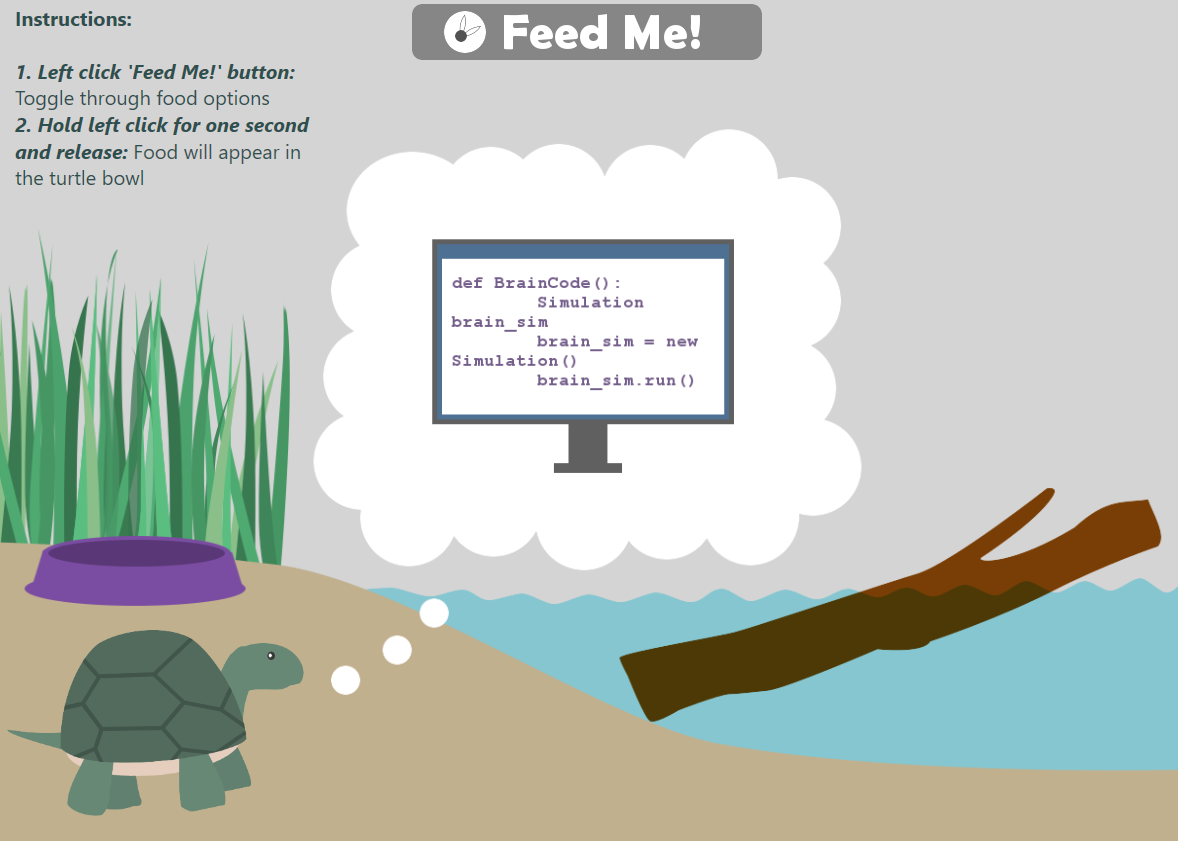 Instructions:
Feed Me!
1. Left click 'Feed Me!' button:
Toggle through food options
2. Hold left click for one second
and release: Food will appear in
the turtle bowl
def BrainCode():
Simulation
brain_sim
brain_sim = new
Simulation()
brain_sim.run()